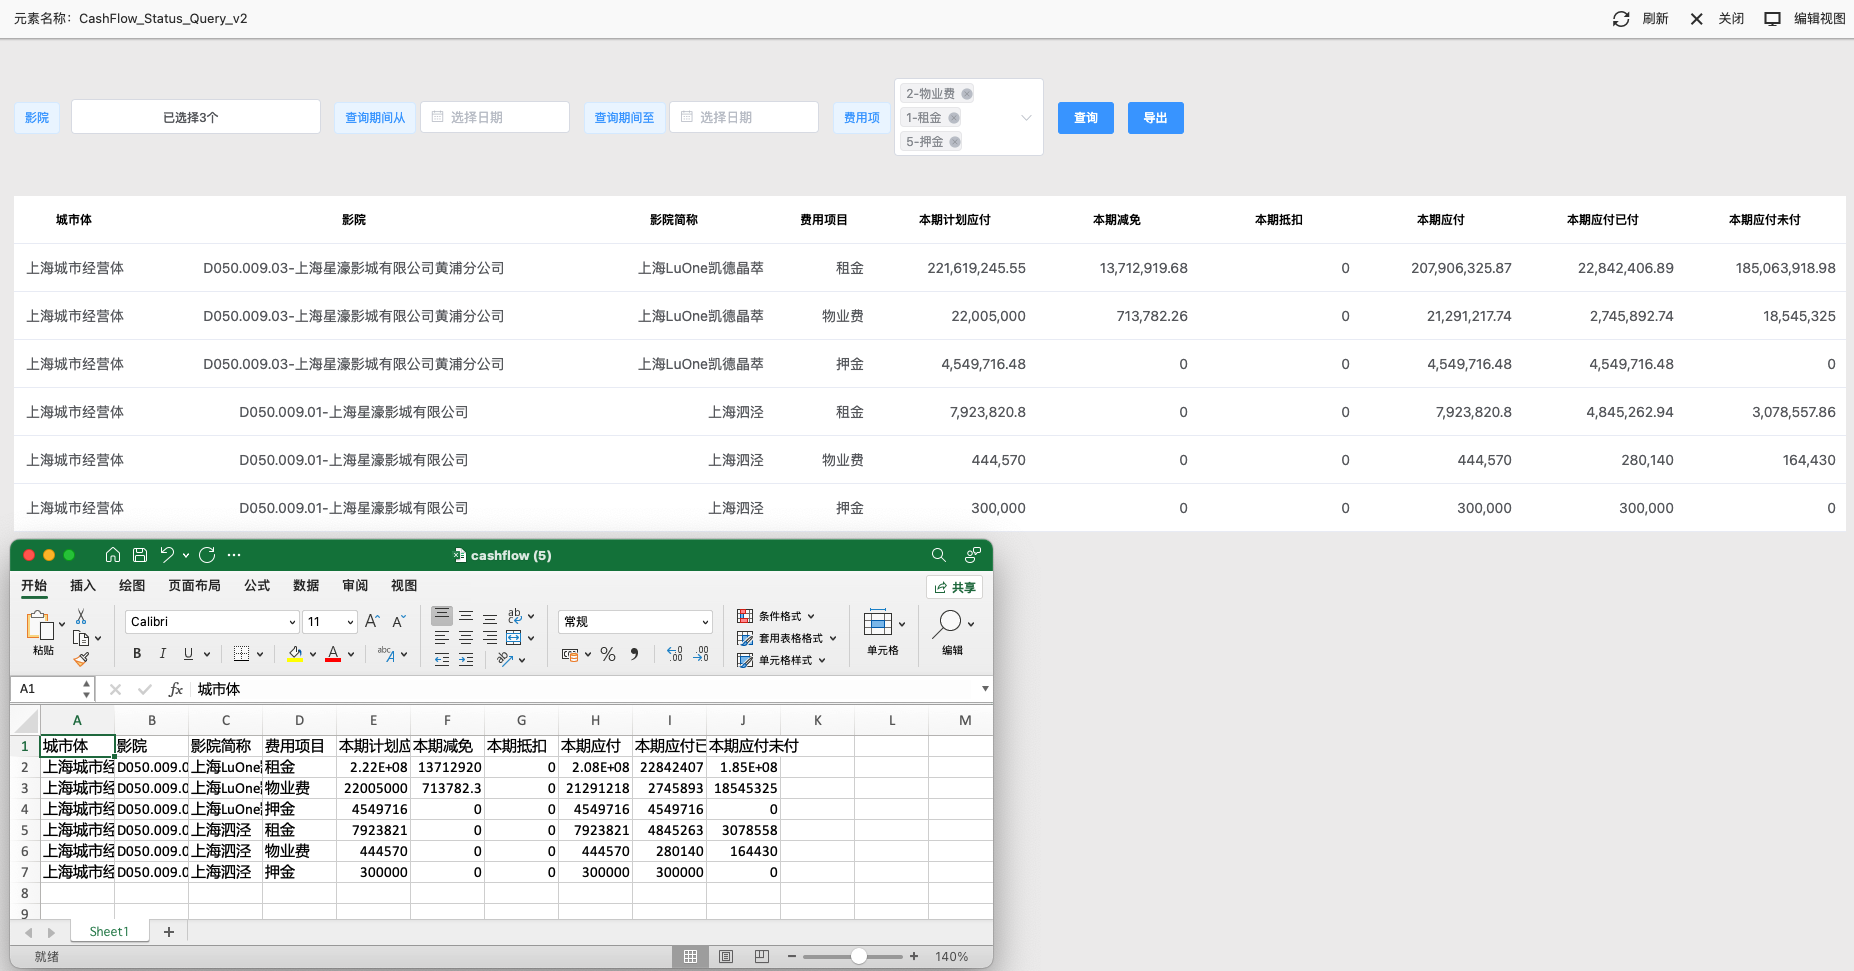 元素名称：CashFlow_Status_Query_v2 刷新 关闭 编辑视图
影院 已选择3个 查询期间从 选择日期 查询期间至 选择日期 费用项 2-物业费 1-租金 5-押金 查询 导出
城市体 影院 影院简称 费用项目 本期计划应付 本期减免 本期抵扣 本期应付 本期应付已付 本期应付未付
上海城市经营体 D050.009.03-上海星濠影城有限公司黄浦分公司 上海LuOne凯德晶萃 租金 221,619,245.55 13,712,919.68 0 207,906,325.87 22,842,406.89 185,063,918.98
上海城市经营体 D050.009.03-上海星濠影城有限公司黄浦分公司 上海LuOne凯德晶萃 物业费 22,005,000 713,782.26 0 21,291,217.74 2,745,892.74 18,545,325
上海城市经营体 D050.009.03-上海星濠影城有限公司黄浦分公司 上海LuOne凯德晶萃 押金 4,549,716.48 0 0 4,549,716.48 4,549,716.48 0
上海城市经营体 D050.009.01-上海星濠影城有限公司 上海泗泾 租金 7,923,820.8 0 0 7,923,820.8 4,845,262.94 3,078,557.86
上海城市经营体 D050.009.01-上海星濠影城有限公司 上海泗泾 物业费 444,570 0 0 444,570 280,140 164,430
上海城市经营体 D050.009.01-上海星濠影城有限公司 上海泗泾 押金 300,000 0 0 300,000 300,000 0
cashflow (5)
开始 插入 绘图 页面布局 公式 数据 审阅 视图 共享
粘贴 Calibri 11 常规 条件格式 套用表格格式 单元格样式 单元格 编辑
A1 fx 城市体
A B C D E F G H I J K L M
1 城市体 影院 影院简称 费用项目 本期计划应 本期减免 本期抵扣 本期应付 本期应付已 本期应付未付
2 上海城市经 D050.009.0 上海LuOne 租金 2.22E+08 13712920 0 2.08E+08 22842407 1.85E+08
3 上海城市经 D050.009.0 上海LuOne 物业费 22005000 713782.3 0 21291218 2745893 18545325
4 上海城市经 D050.009.0 上海LuOne 押金 4549716 0 0 4549716 4549716 0
5 上海城市经 D050.009.0 上海泗泾 租金 7923821 0 0 7923821 4845263 3078558
6 上海城市经 D050.009.0 上海泗泾 物业费 444570 0 0 444570 280140 164430
7 上海城市经 D050.009.0 上海泗泾 押金 300000 0 0 300000 300000 0
8
9
Sheet1
就绪 140%